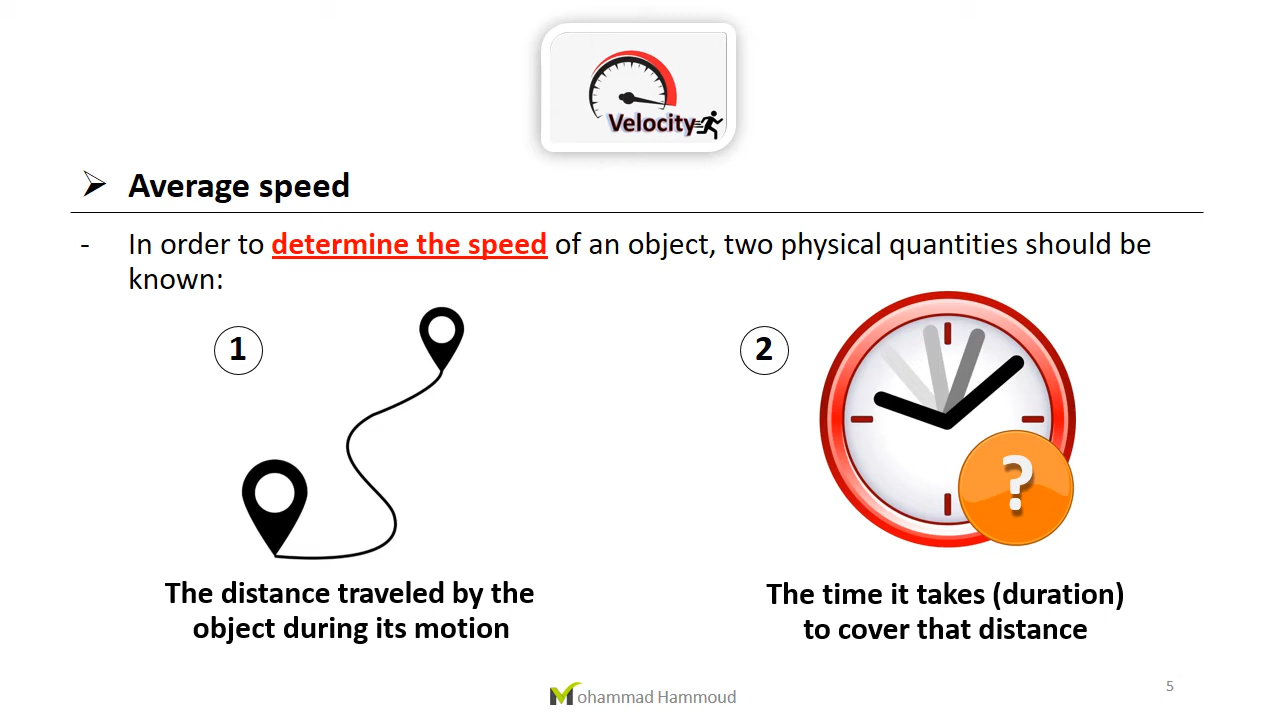 Velocity
➢ Average speed
- In order to determine the speed of an object, two physical quantities should be
known:
1
2
?
The distance traveled by the
object during its motion
The time it takes (duration)
to cover that distance
Mohammad Hammoud
5